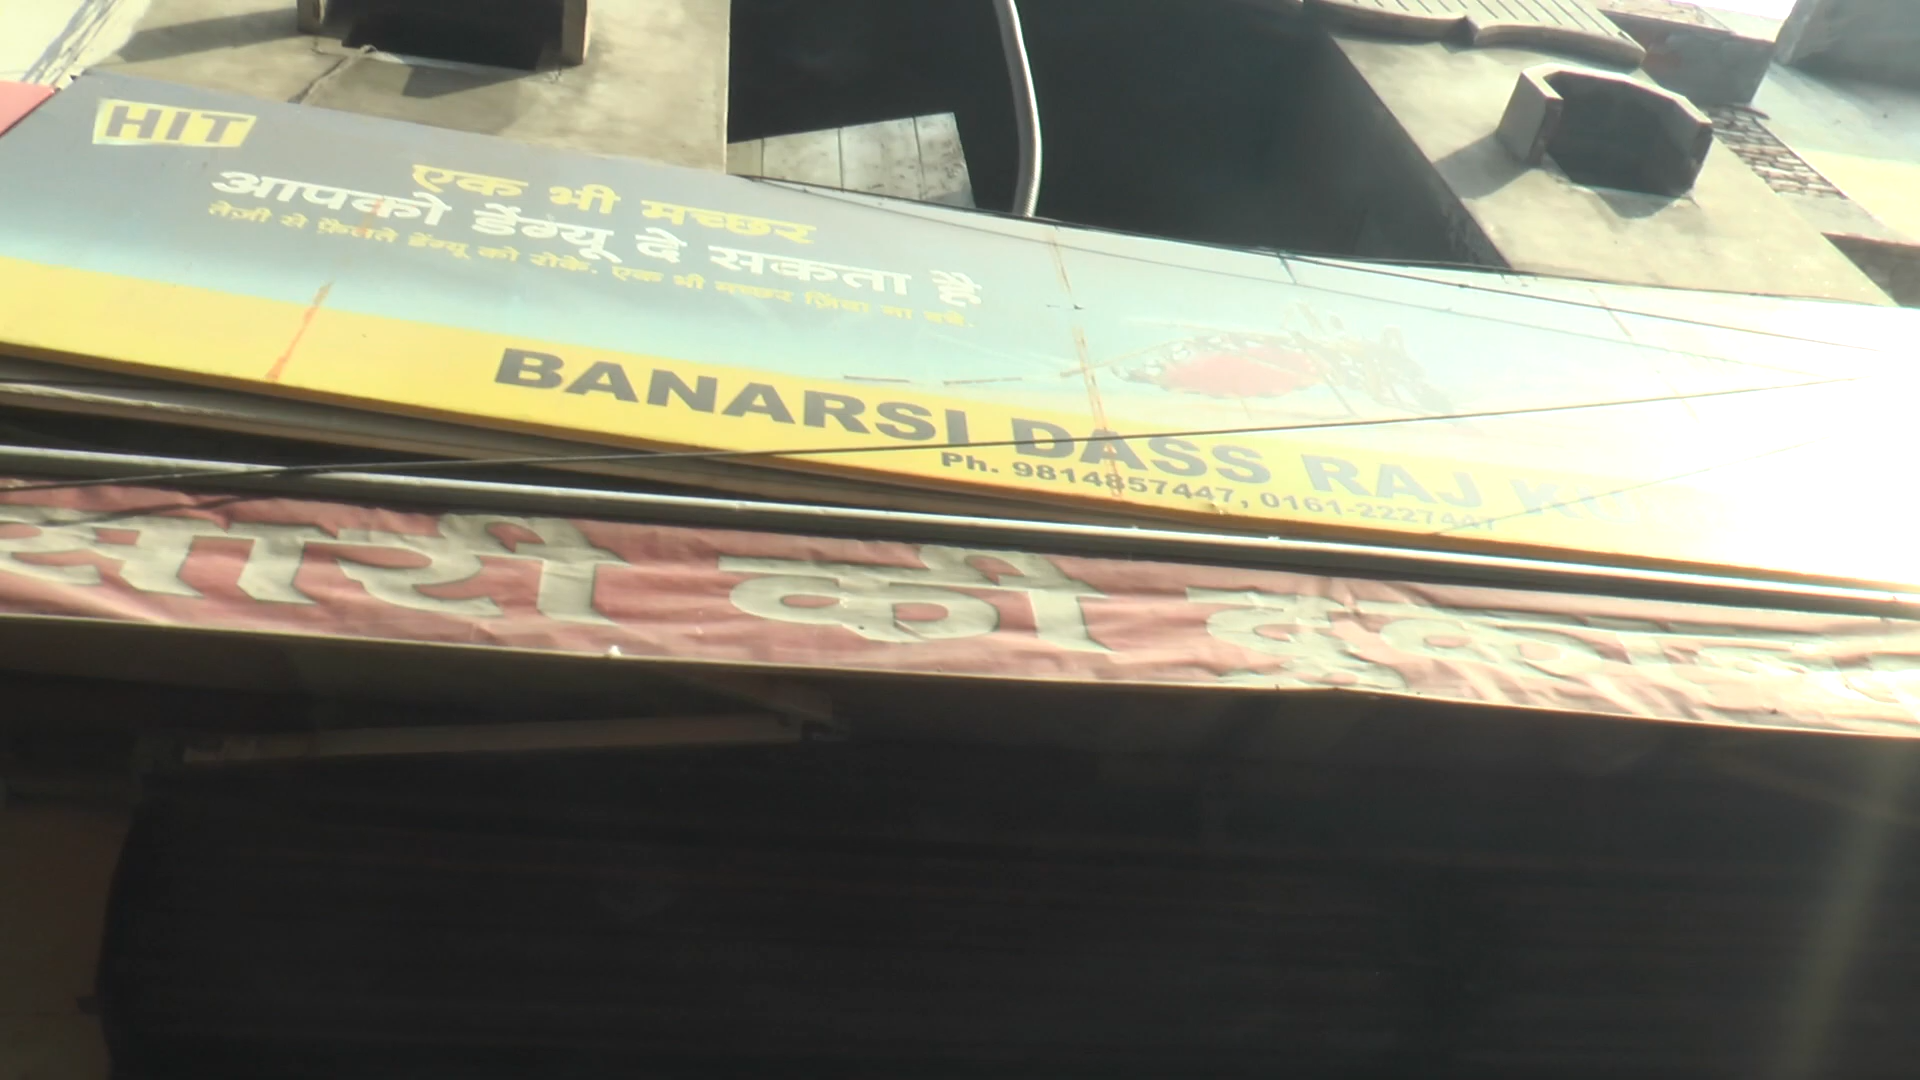 HIT
एक भी मच्छर
आपको डेंग्यू दे सकता है
तेज़ी से फ़ैलते डेंग्यू को रोकें. एक भी मच्छर ज़िंदा ना बचे.
BANARSI DASS RAJ
Ph. 9814857447, 0161-2227447
की